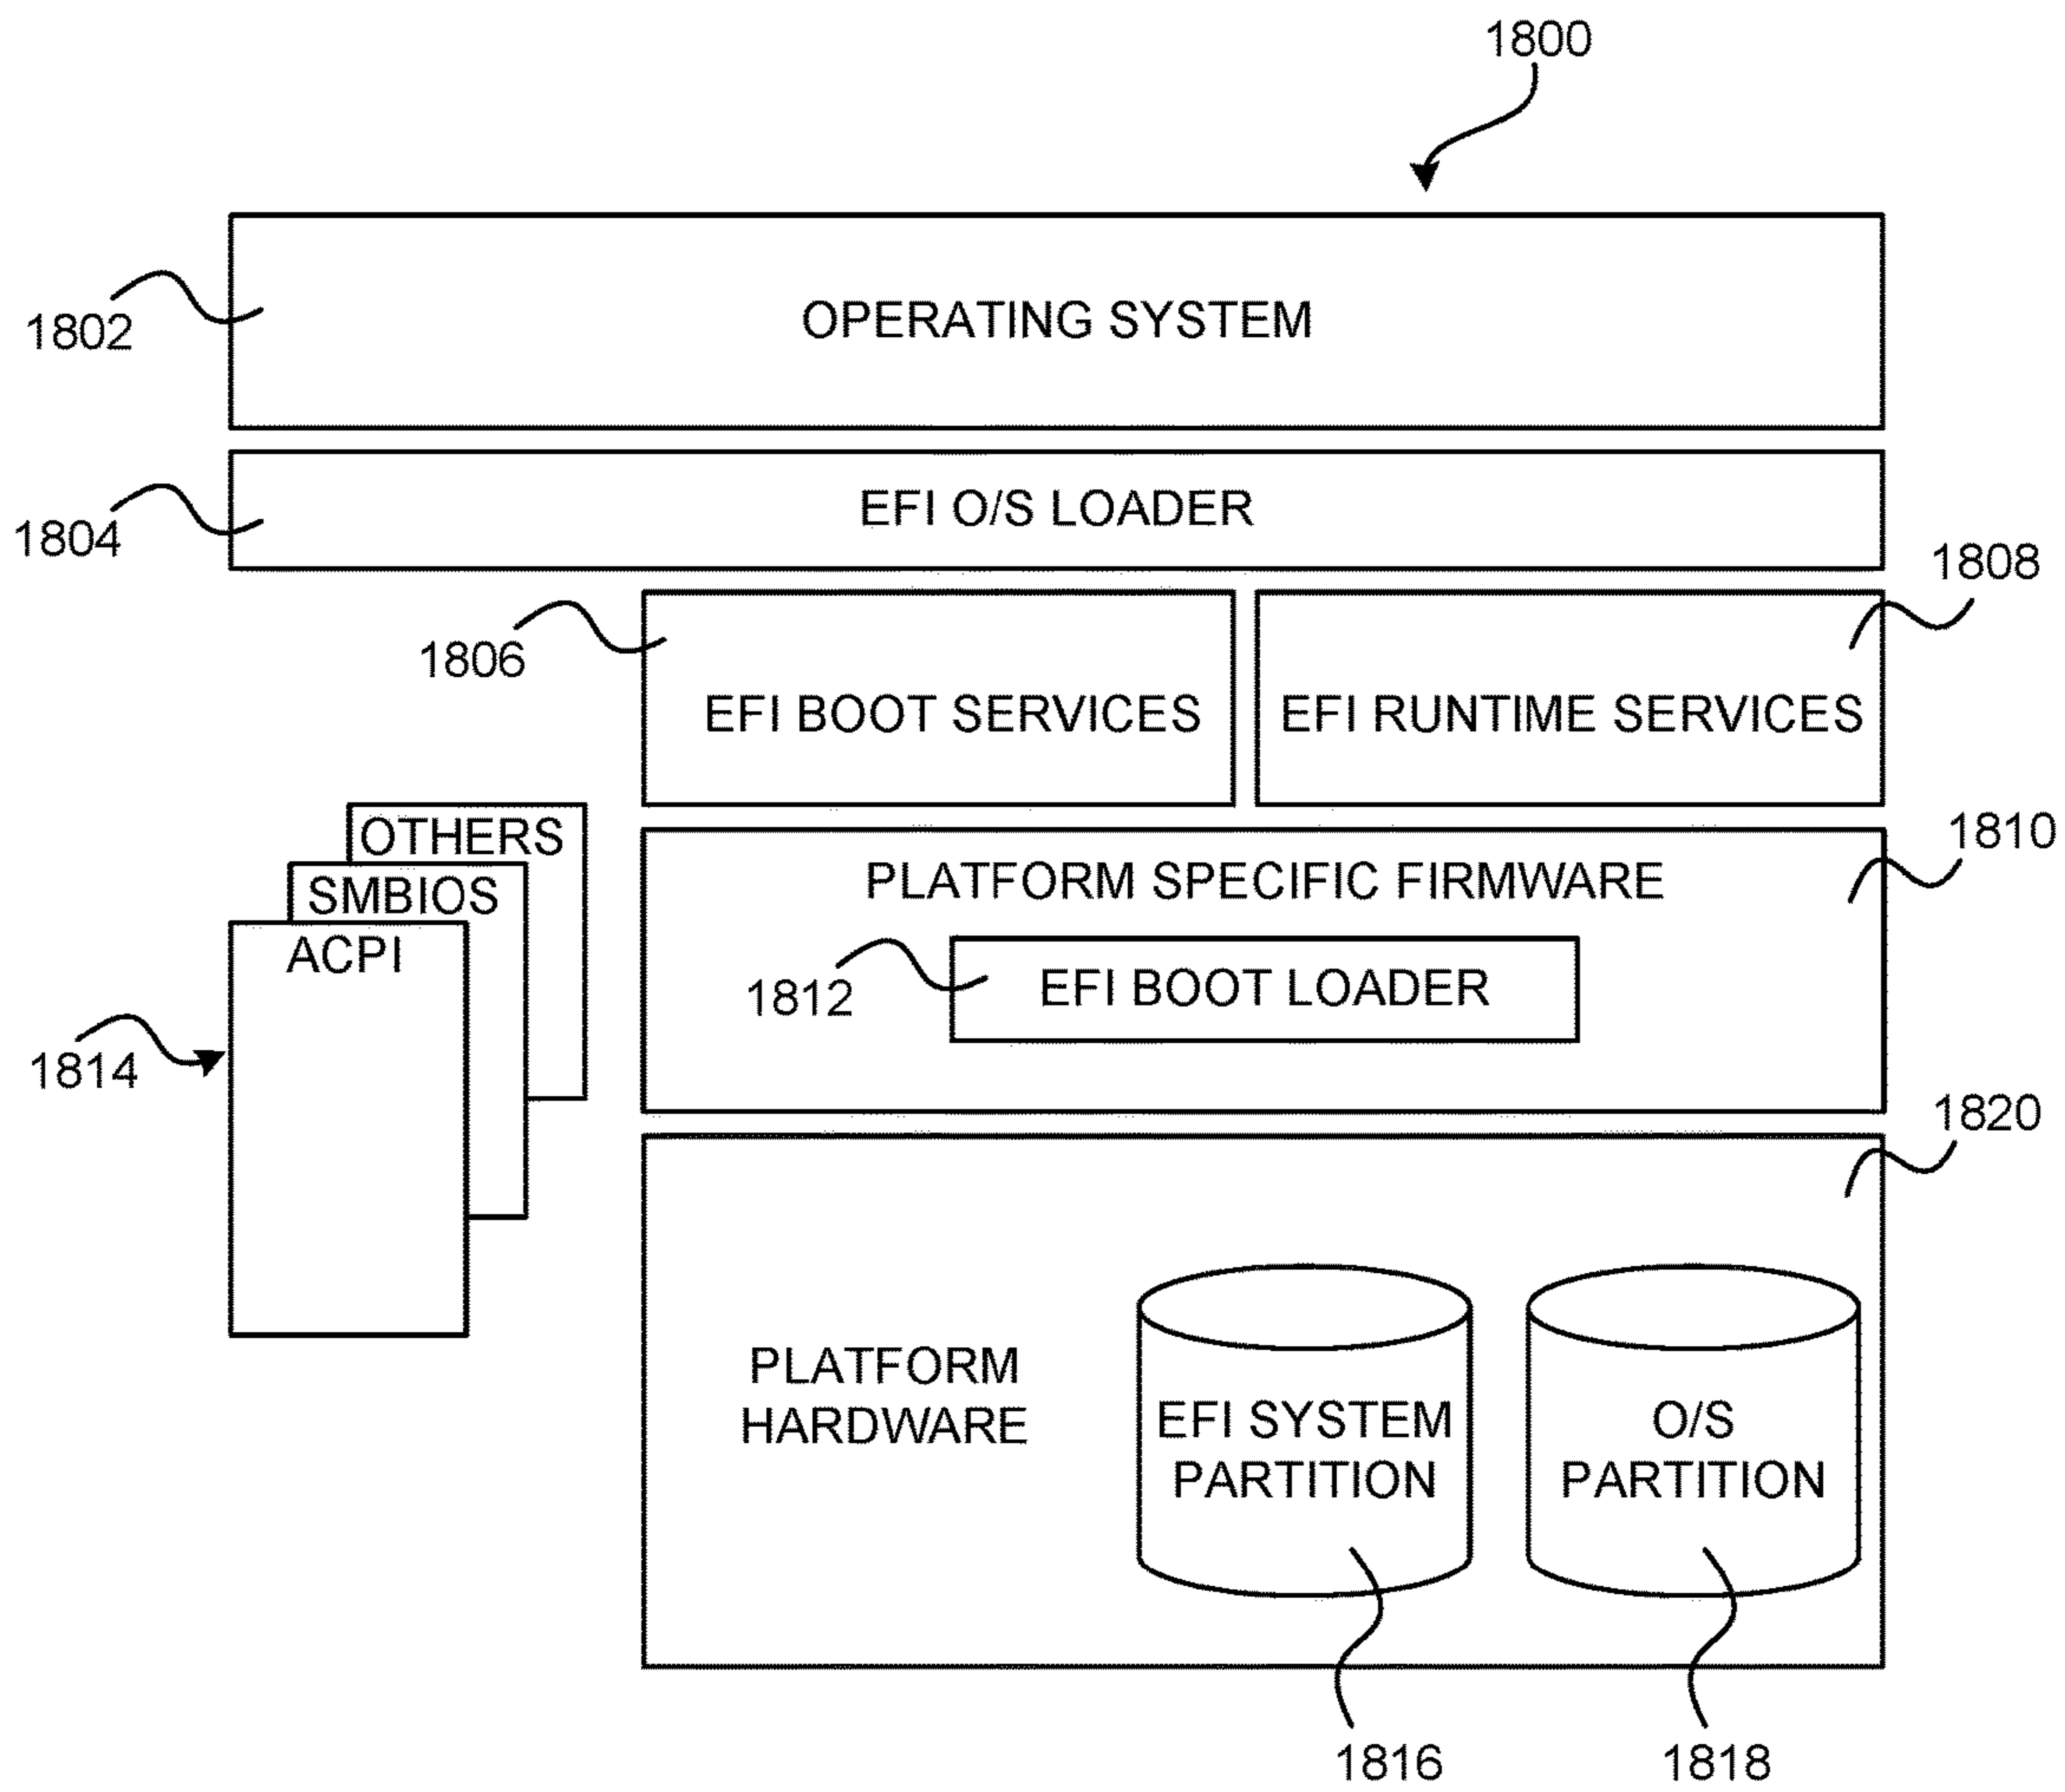 1800
OPERATING SYSTEM
1802
EFI O/S LOADER
1804
1808
1806
EFI BOOT SERVICES
EFI RUNTIME SERVICES
OTHERS
SMBIOS
ACPI
1814
1810
PLATFORM SPECIFIC FIRMWARE
1812
EFI BOOT LOADER
1820
PLATFORM
HARDWARE
EFI SYSTEM
PARTITION
O/S
PARTITION
1816
1818